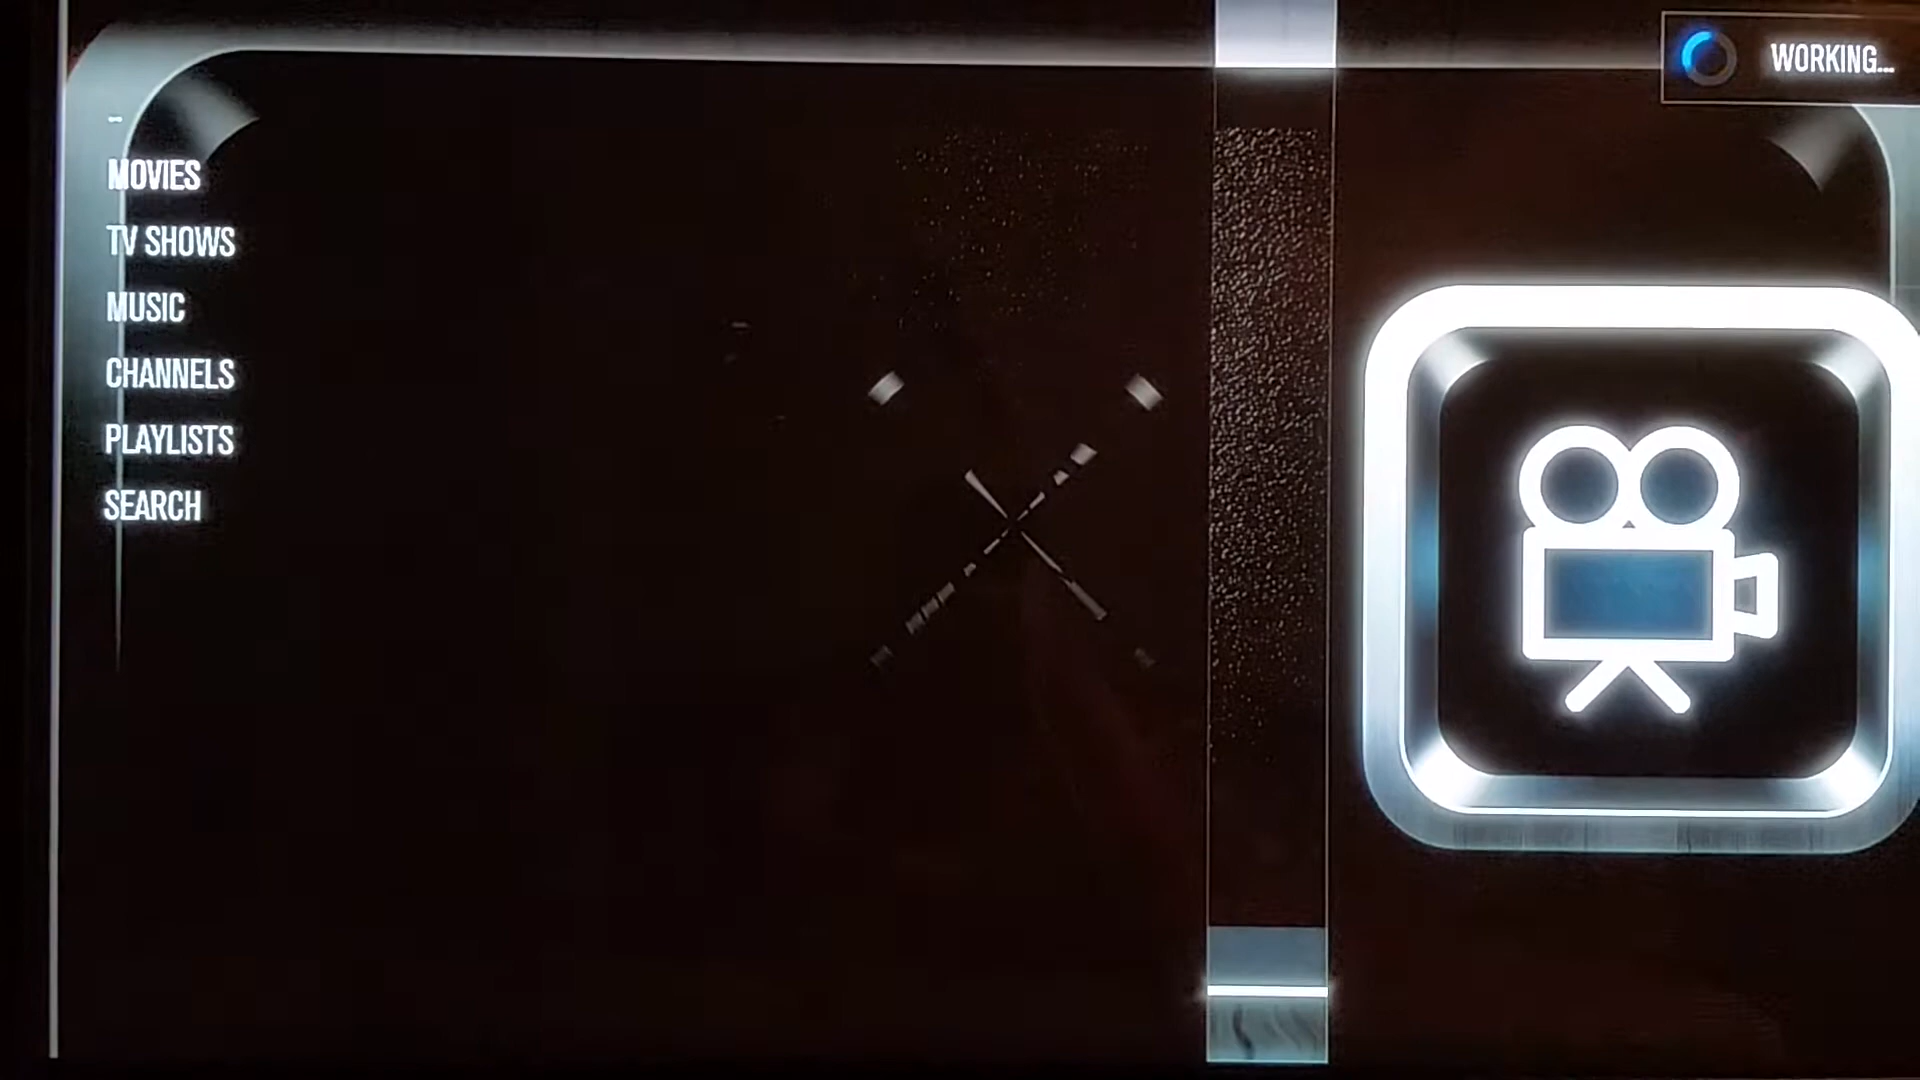 WORKING...
..
MOVIES
TV SHOWS
MUSIC
CHANNELS
PLAYLISTS
SEARCH